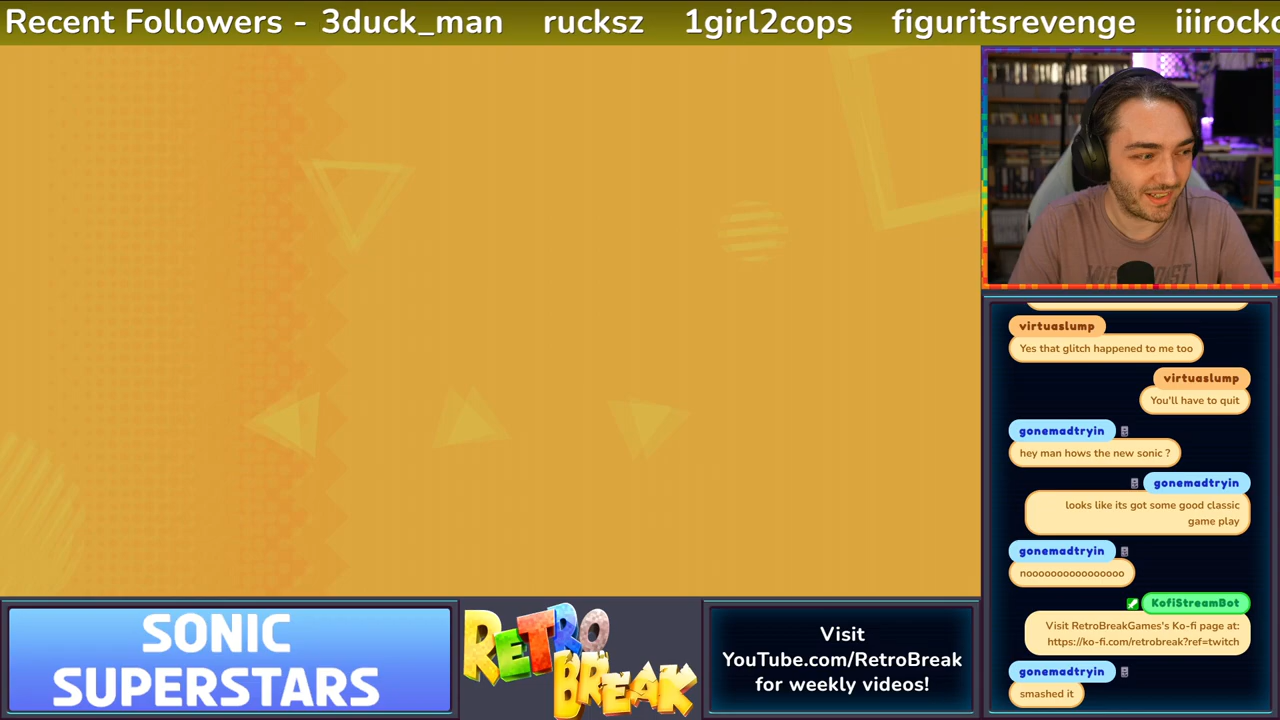 Recent Followers - 3duck_man rucksz 1girl2cops figuritsrevenge iiirocko
virtuaslump
Yes that glitch happened to me too
virtuaslump
You'll have to quit
gonemadtryin
hey man hows the new sonic ?
gonemadtryin
looks like its got some good classic
game play
gonemadtryin
nooooooooooooooooo
KofiStreamBot
Visit RetroBreakGames's Ko-fi page at:
https://ko-fi.com/retrobreak?ref=twitch
gonemadtryin
smashed it
SONIC
SUPERSTARS
RETRO
BREAK
Visit
YouTube.com/RetroBreak
for weekly videos!